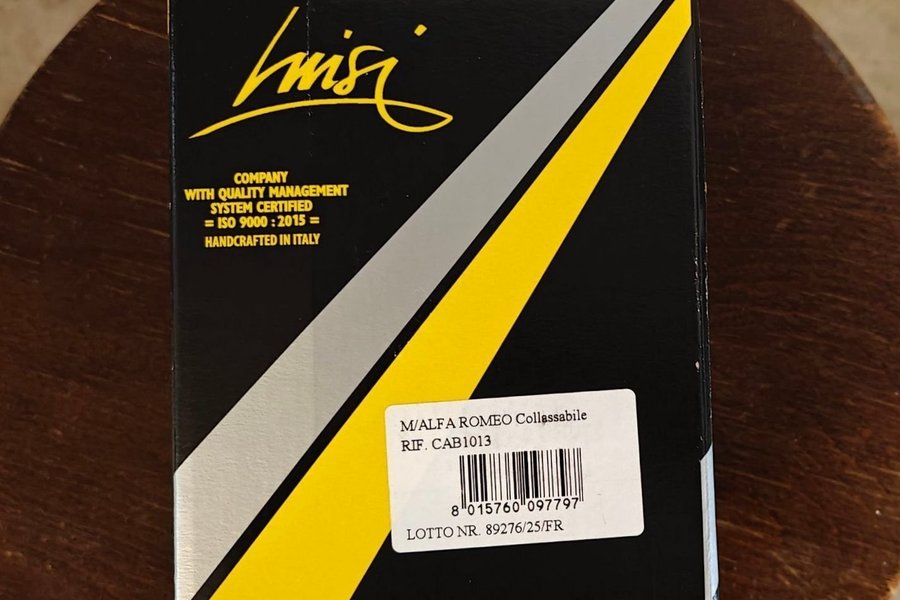 Luisi
COMPANY
WITH QUALITY MANAGEMENT
SYSTEM CERTIFIED
= ISO 9000 : 2015 =
HANDCRAFTED IN ITALY
M/ALFA ROMEO Collassabile
RIF. CAB1013
8 015760 097797
LOTTO NR. 89276/25/FR